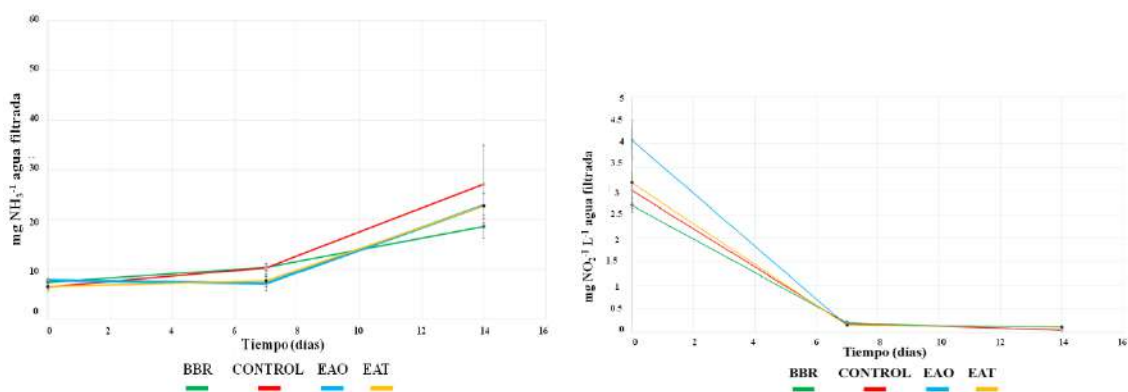 60
50
40
30
20
10
0
mg NH₃⁻¹ agua filtrada
0 2 4 6 8 10 12 14 16
Tiempo (días)
BBR CONTROL EAO EAT
5
4.5
4
3.5
3
2.5
2
1.5
1
0.5
0
mg NO₂⁻¹ L⁻¹ agua filtrada
0 2 4 6 8 10 12 14 16
Tiempo (días)
BBR CONTROL EAO EAT